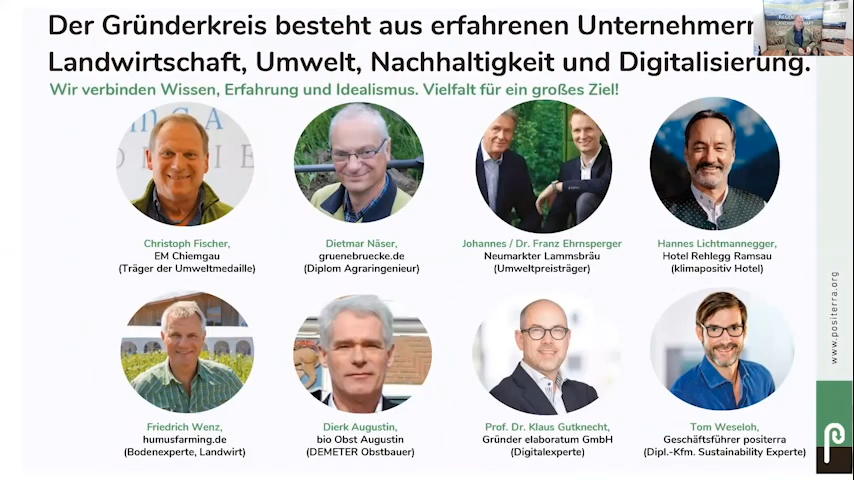 Der Gründerkreis besteht aus erfahrenen Unternehmern
Landwirtschaft, Umwelt, Nachhaltigkeit und Digitalisierung.
Wir verbinden Wissen, Erfahrung und Idealismus. Vielfalt für ein großes Ziel!
Christoph Fischer,
EM Chiemgau
(Träger der Umweltmedaille)
Dietmar Näser,
gruenebruecke.de
(Diplom Agraringenieur)
Johannes / Dr. Franz Ehrnsperger
Neumarkter Lammsbräu
(Umweltpreisträger)
Hannes Lichtmannegger,
Hotel Rehlegg Ramsau
(klimapositiv Hotel)
Friedrich Wenz,
humusfarming.de
(Bodenexperte, Landwirt)
Dierk Augustin,
bio Obst Augustin
(DEMETER Obstbauer)
Prof. Dr. Klaus Gutknecht,
Gründer elaboratum GmbH
(Digitalexperte)
Tom Weseloh,
Geschäftsführer positerra
(Dipl.-Kfm. Sustainability Experte)
www.positerra.org